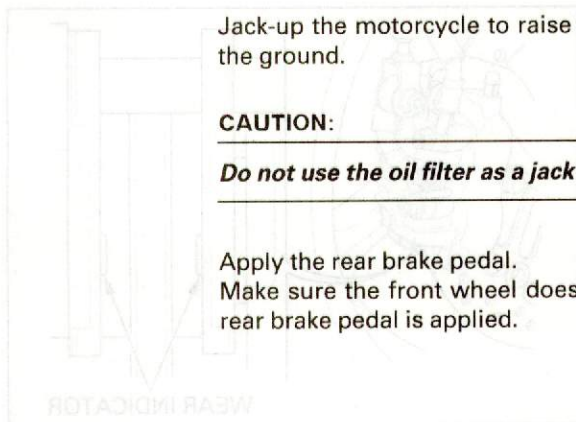 Jack-up the motorcycle to raise
the ground.
CAUTION:
Do not use the oil filter as a jack
Apply the rear brake pedal.
Make sure the front wheel does
rear brake pedal is applied.
WEAR INDICATOR